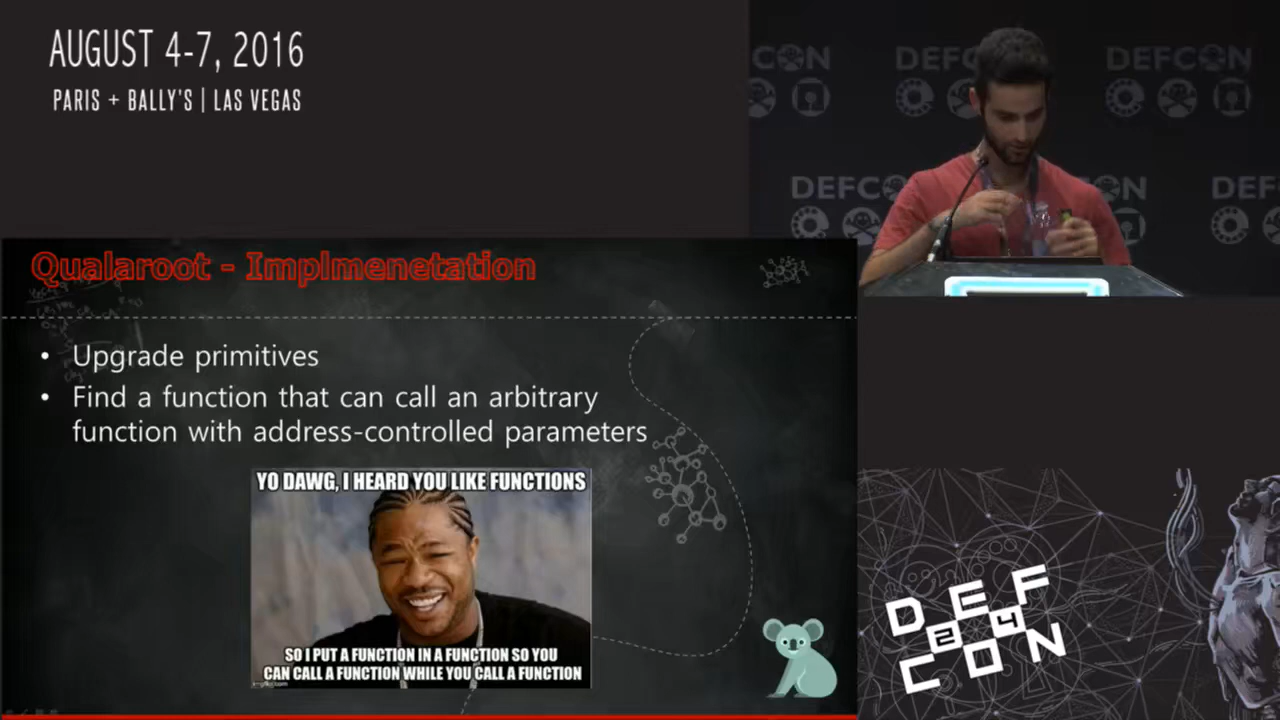 AUGUST 4-7, 2016
PARIS + BALLY'S | LAS VEGAS
DEFCON DEFCON
DEFCON
Qualaroot - Implmenetation
• Upgrade primitives
• Find a function that can call an arbitrary
function with address-controlled parameters
YO DAWG, I HEARD YOU LIKE FUNCTIONS
SO I PUT A FUNCTION IN A FUNCTION SO YOU
CAN CALL A FUNCTION WHILE YOU CALL A FUNCTION
DEF
24
CON